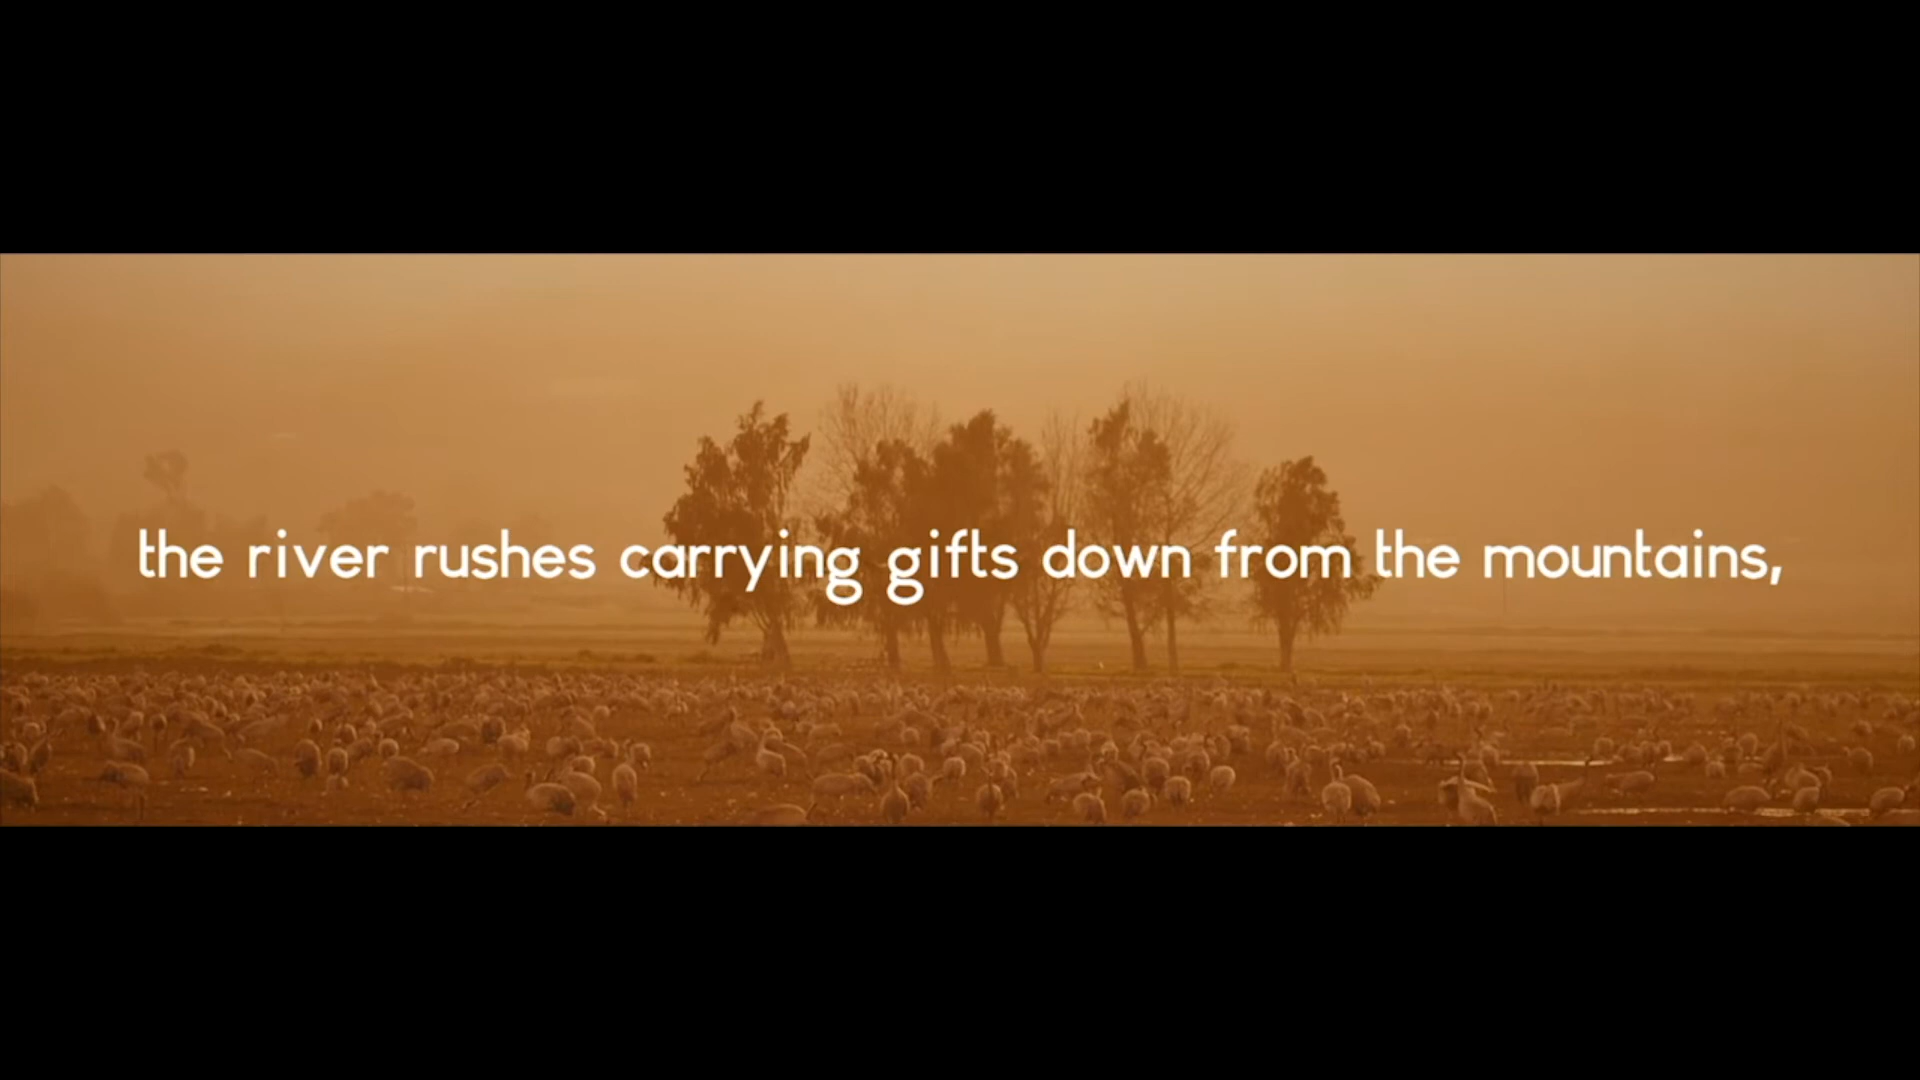 the river rushes carrying gifts down from the mountains,